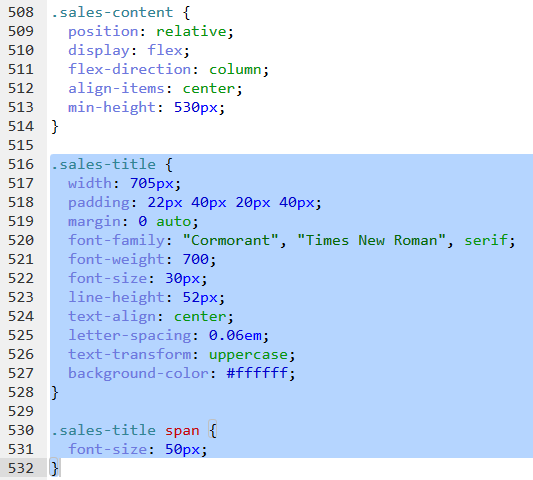 508 .sales-content {
509   position: relative;
510   display: flex;
511   flex-direction: column;
512   align-items: center;
513   min-height: 530px;
514 }
515
516 .sales-title {
517   width: 705px;
518   padding: 22px 40px 20px 40px;
519   margin: 0 auto;
520   font-family: "Cormorant", "Times New Roman", serif;
521   font-weight: 700;
522   font-size: 30px;
523   line-height: 52px;
524   text-align: center;
525   letter-spacing: 0.06em;
526   text-transform: uppercase;
527   background-color: #ffffff;
528 }
529
530 .sales-title span {
531   font-size: 50px;
532 }